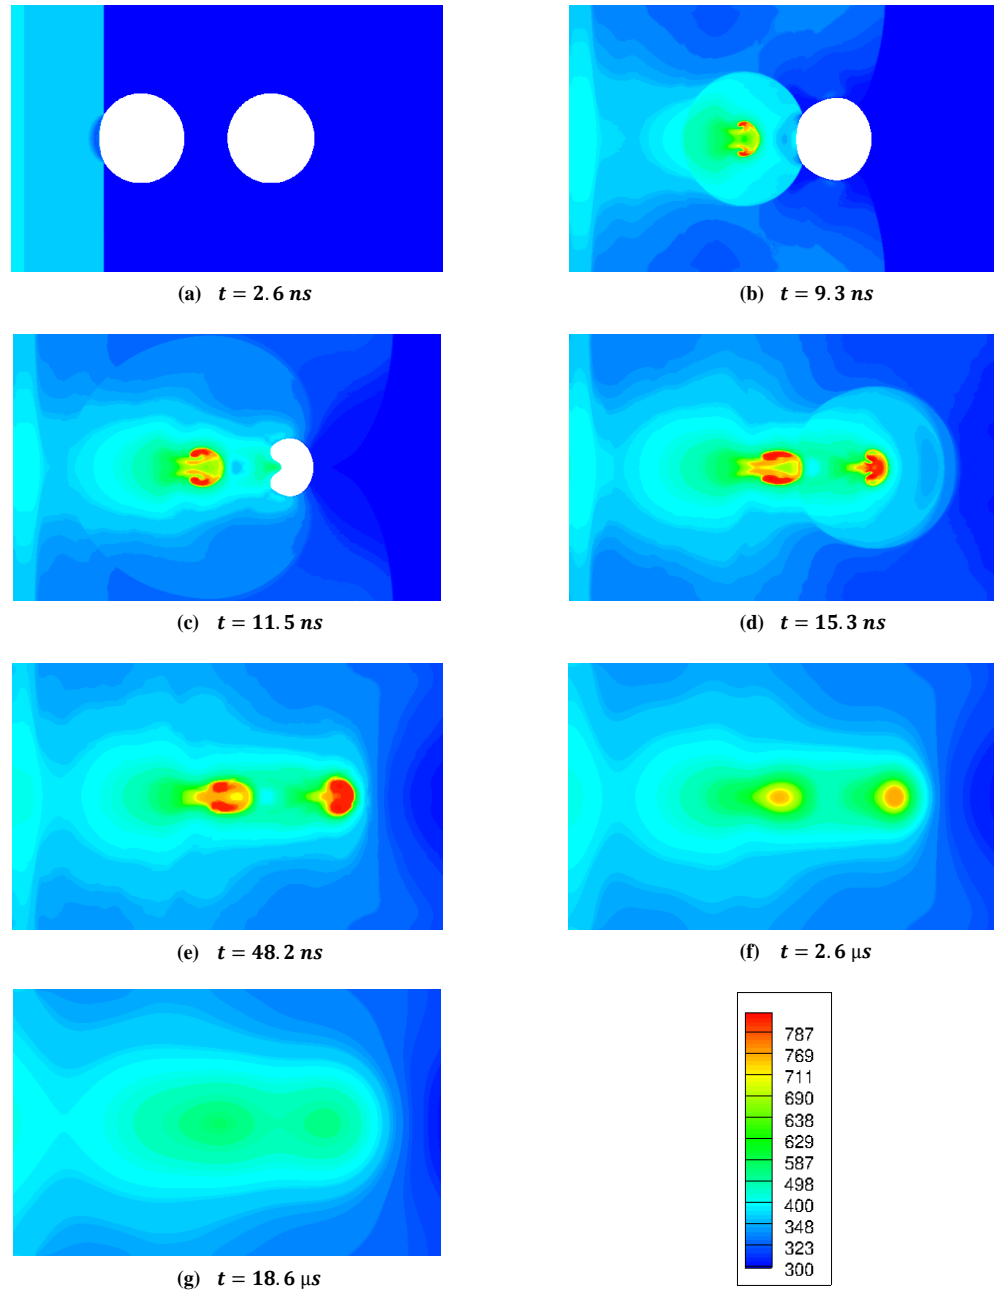 (a) t = 2.6 ns
(b) t = 9.3 ns
(c) t = 11.5 ns
(d) t = 15.3 ns
(e) t = 48.2 ns
(f) t = 2.6 μs
(g) t = 18.6 μs
787
769
711
690
638
629
587
498
400
348
323
300